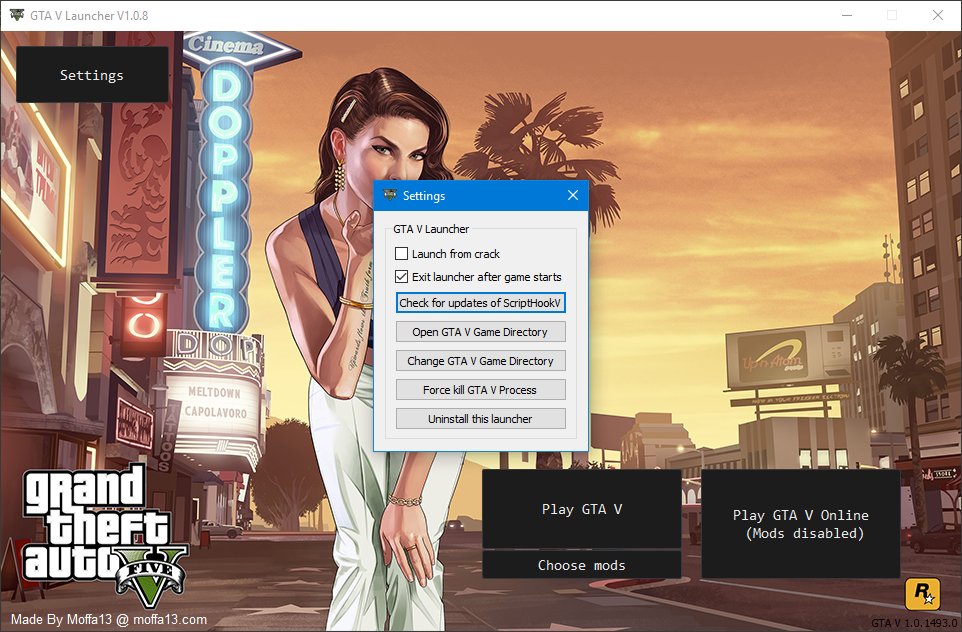 GTA V Launcher V1.0.8
Settings
Cinema
DOPPLER
DOP
MELTDOWN
CAPOLAVORO
Settings
GTA V Launcher
Launch from crack
Exit launcher after game starts
Check for updates of ScriptHookV
Open GTA V Game Directory
Change GTA V Game Directory
Force kill GTA V Process
Uninstall this launcher
Up-n-Atom
grand
theft
auto
FIVE
Play GTA V
Choose mods
Play GTA V Online
(Mods disabled)
R
Made By Moffa13 @ moffa13.com
GTA V 1.0.1493.0